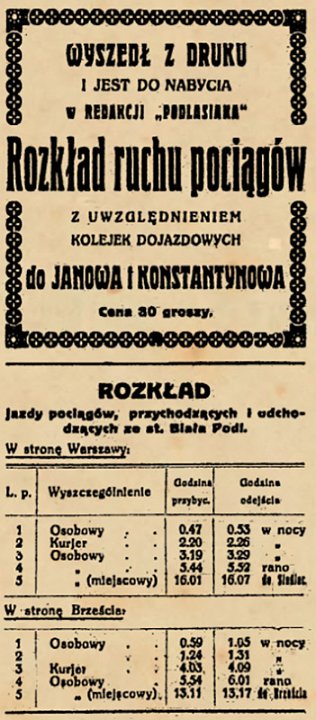 WYSZEDŁ Z DRUKU
I JEST DO NABYCIA
w REDAKCJI „PODLASIAKA"
Rozkład ruchu pociągów
Z UWZGLĘDNIENIEM
KOLEJEK DOJAZDOWYCH
do JANOWA i KONSTANTYNOWA
Cena 30 groszy.
ROZKŁAD
jazdy pociągów, przychodzących i odcho-
dzących ze st. Biała Podl.
W stronę Warszawy:
L. p. Wyszczególnienie Godzina przybyc. Godzina odejścia
1 Osobowy . . 0.47 0.53 w nocy
2 Kurjer . . 2.20 2.26 „
3 Osobowy . . 3.19 3.29 „
4 „ . . 5.44 5.52 rano
5 „ (miejscowy) 16.01 16.07 do Siedlec.
W stronę Brześcia:
1 Osobowy . . 0.59 1.05 w nocy
2 „ . . 1.24 1.31 „
3 Kurjer . . 4.03 4.09 „
4 Osobowy . . 5.54 6.01 rano
5 „ (miejscowy) 13.11 13.17 do Brześcia